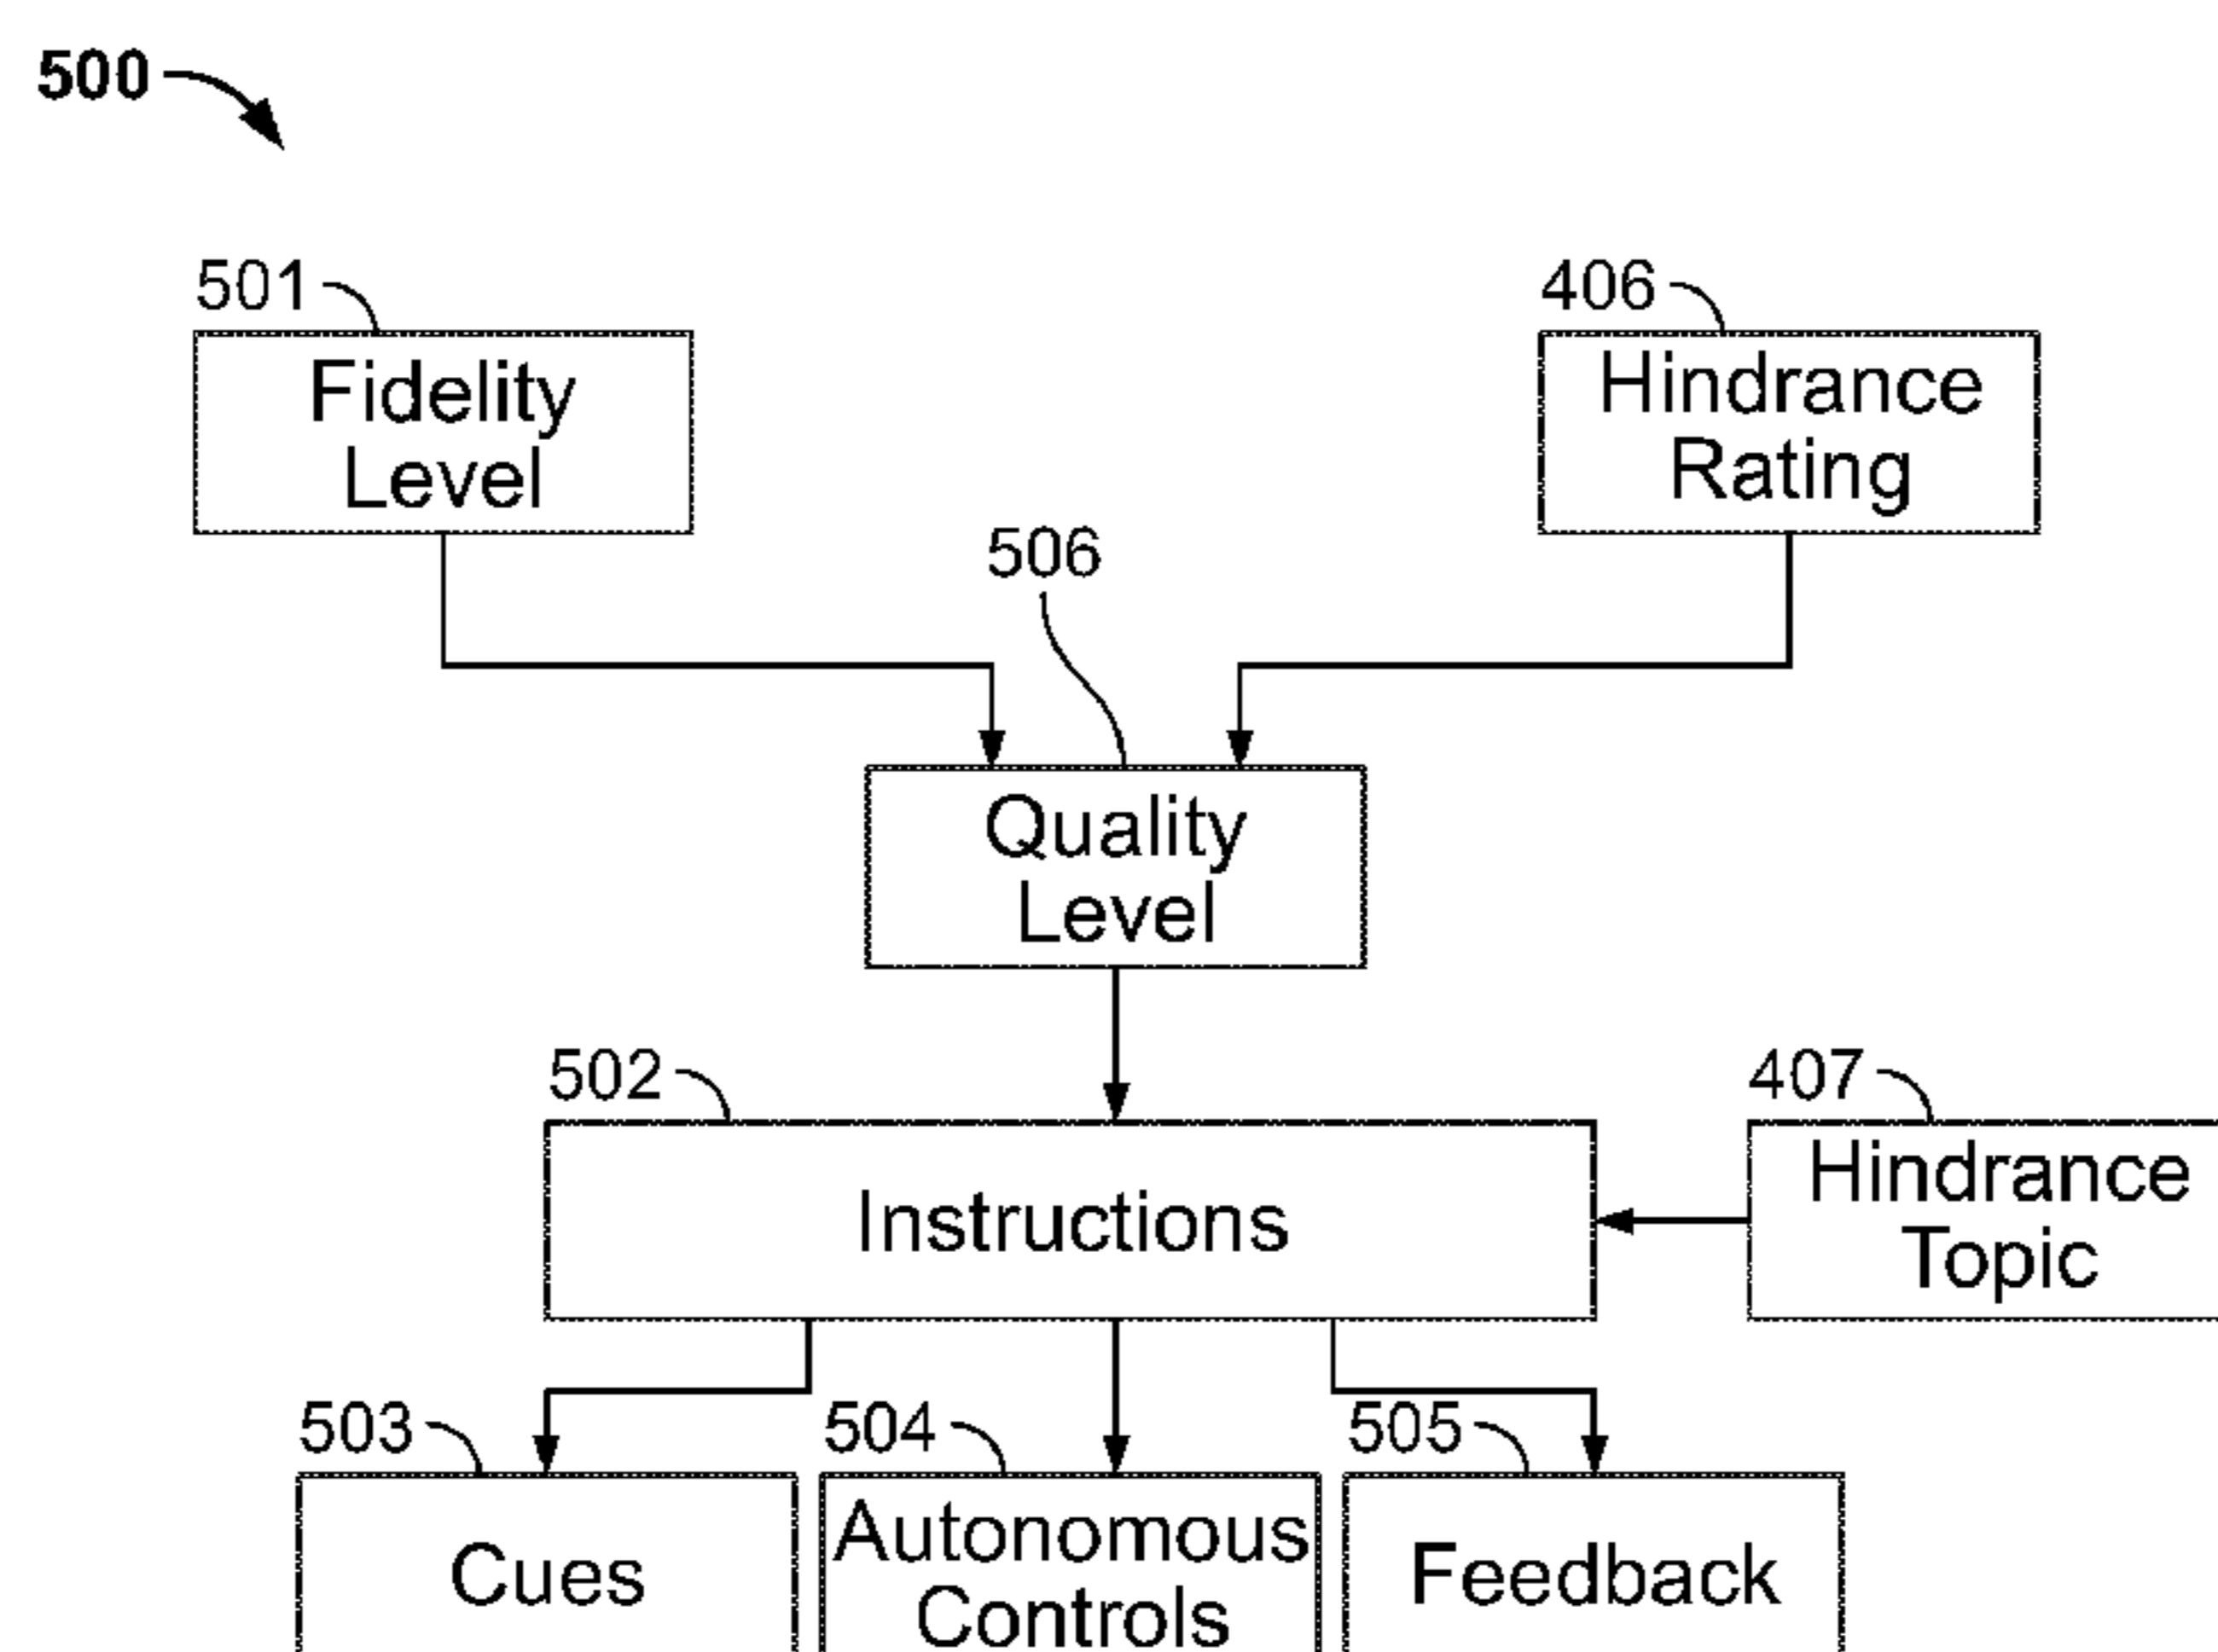 500
501
406
Fidelity
Level
Hindrance
Rating
506
Quality
Level
502
407
Instructions
Hindrance
Topic
503
504
505
Cues
Autonomous
Controls
Feedback